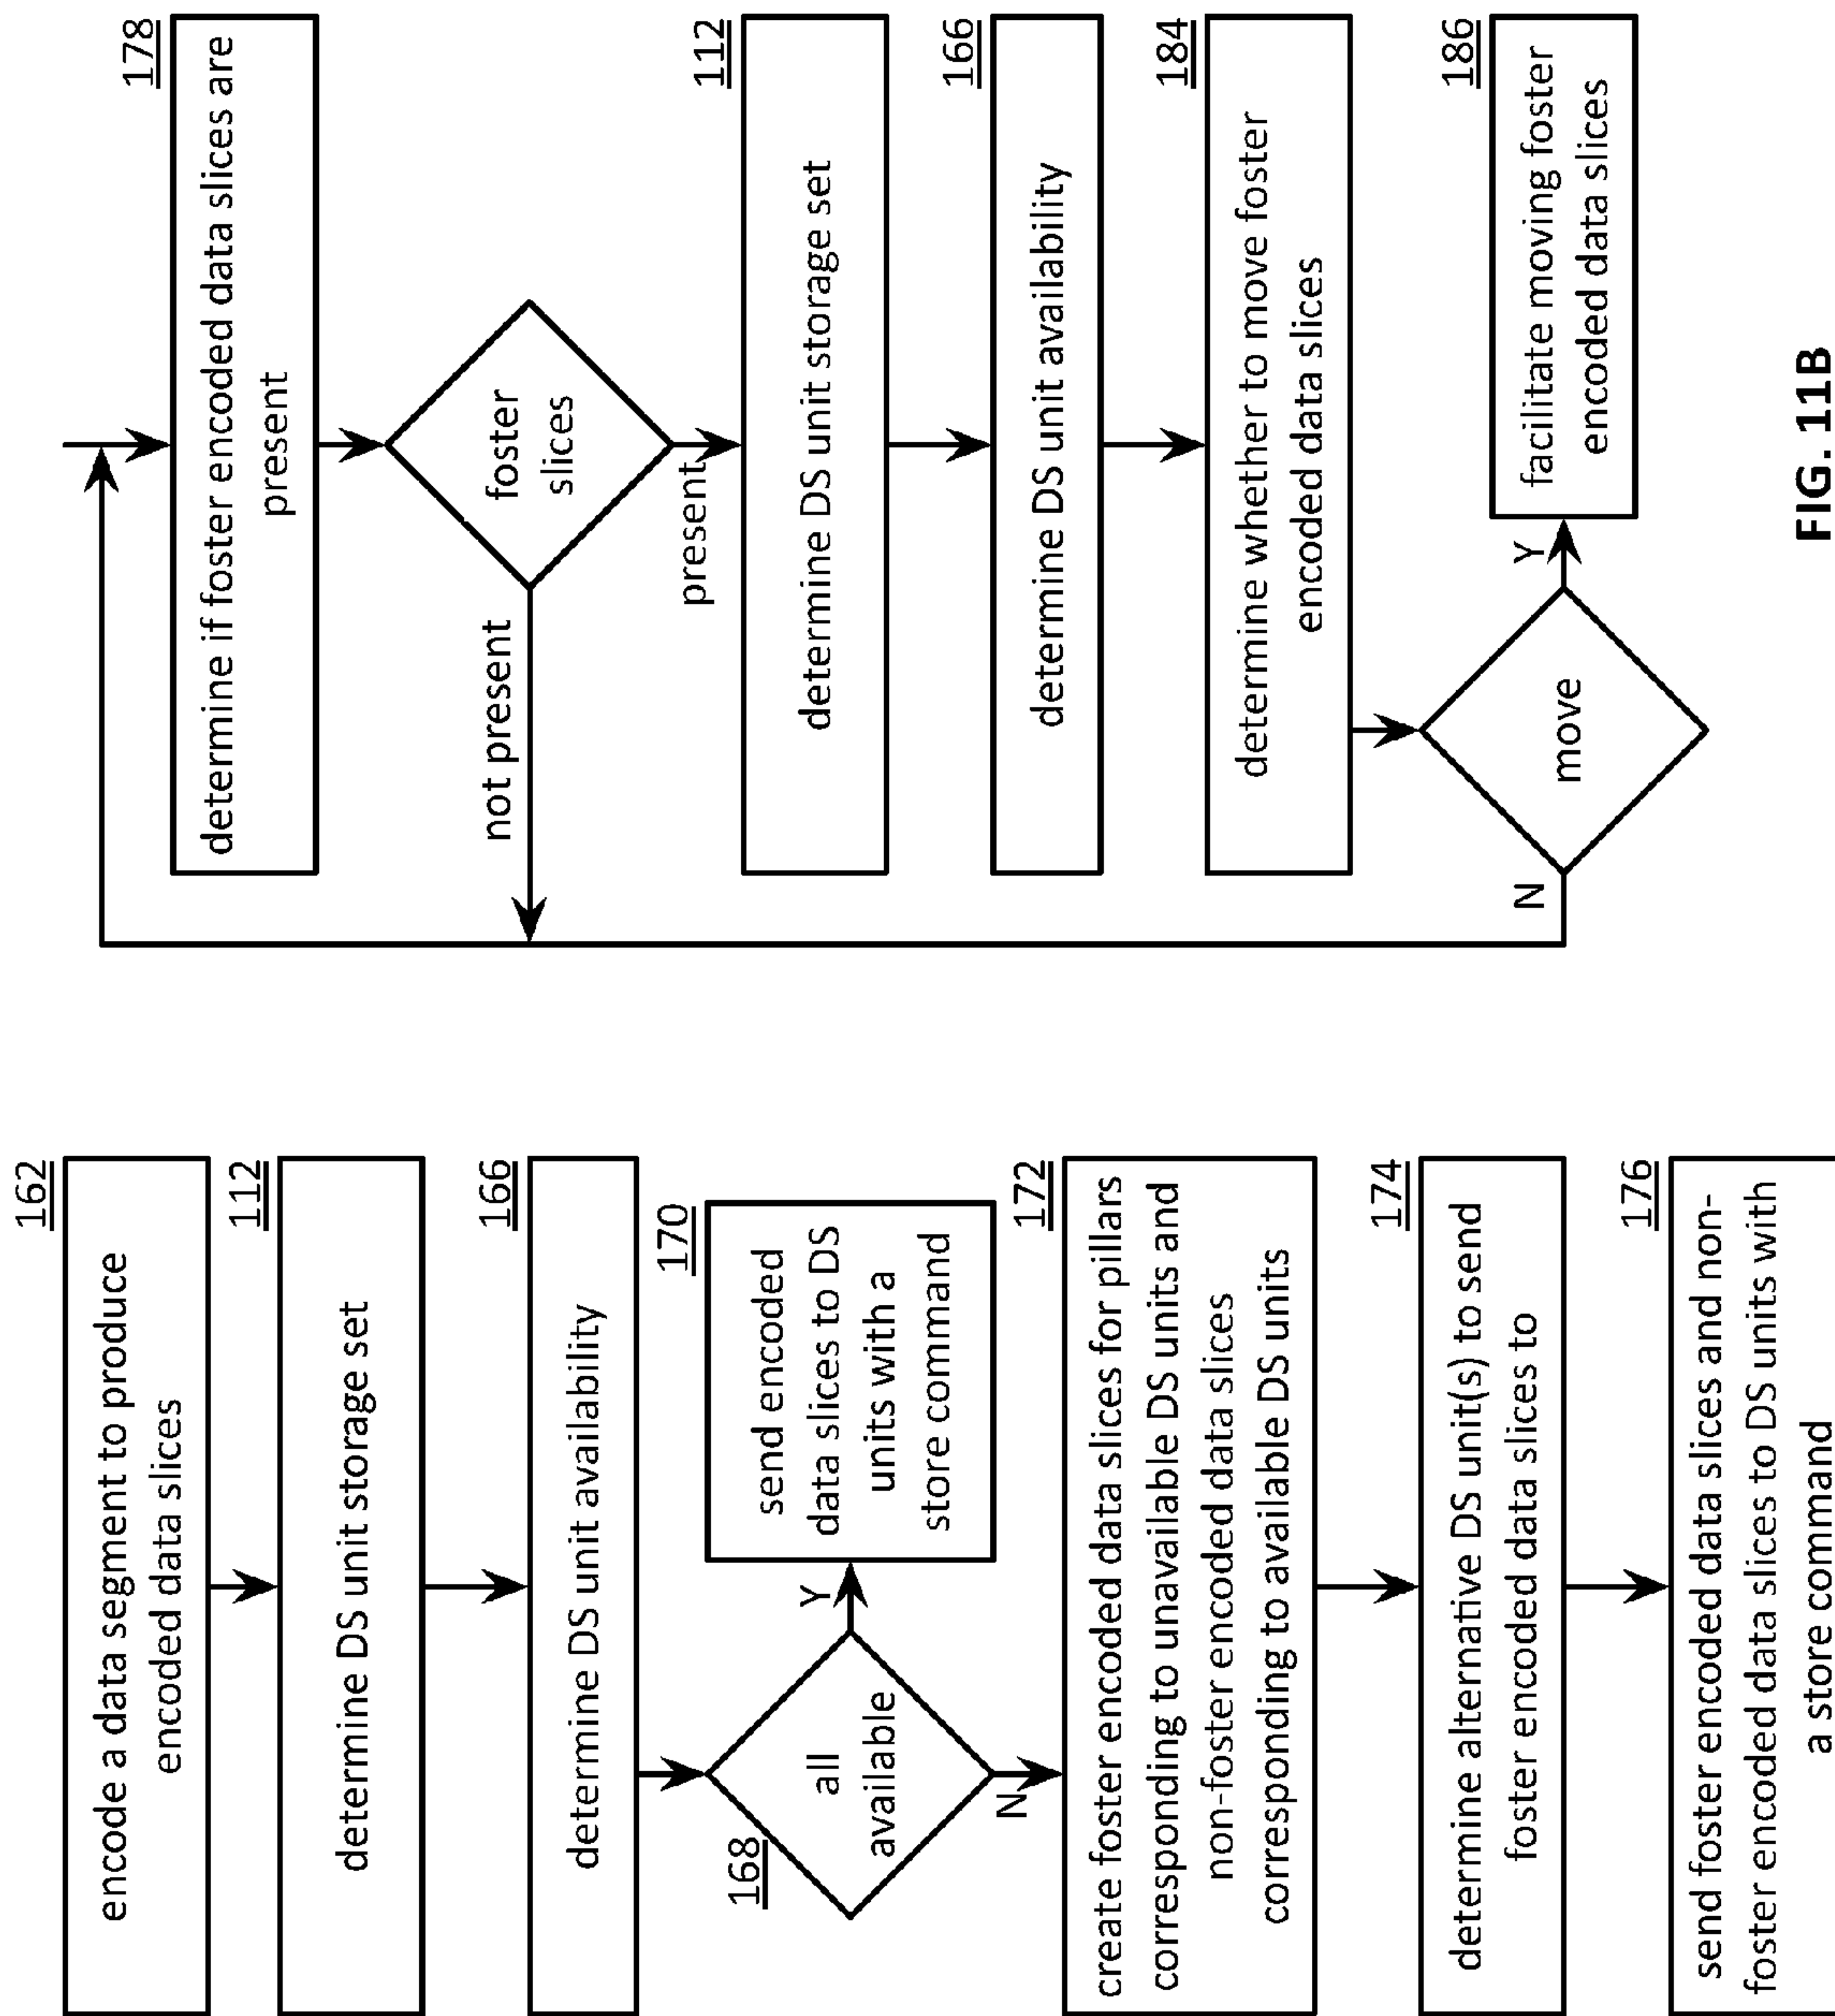 162
encode a data segment to produce
encoded data slices
112
determine DS unit storage set
166
determine DS unit availability
168
all
available
Y
170
send encoded
data slices to DS
units with a
store command
N
172
create foster encoded data slices for pillars
corresponding to unavailable DS units and
non-foster encoded data slices
corresponding to available DS units
174
determine alternative DS unit(s) to send
foster encoded data slices to
176
send foster encoded data slices and non-
foster encoded data slices to DS units with
a store command
178
determine if foster encoded data slices are
present
foster
slices
not present
present
112
determine DS unit storage set
166
determine DS unit availability
184
determine whether to move foster
encoded data slices
move
N
Y
186
facilitate moving foster
encoded data slices
FIG. 11B